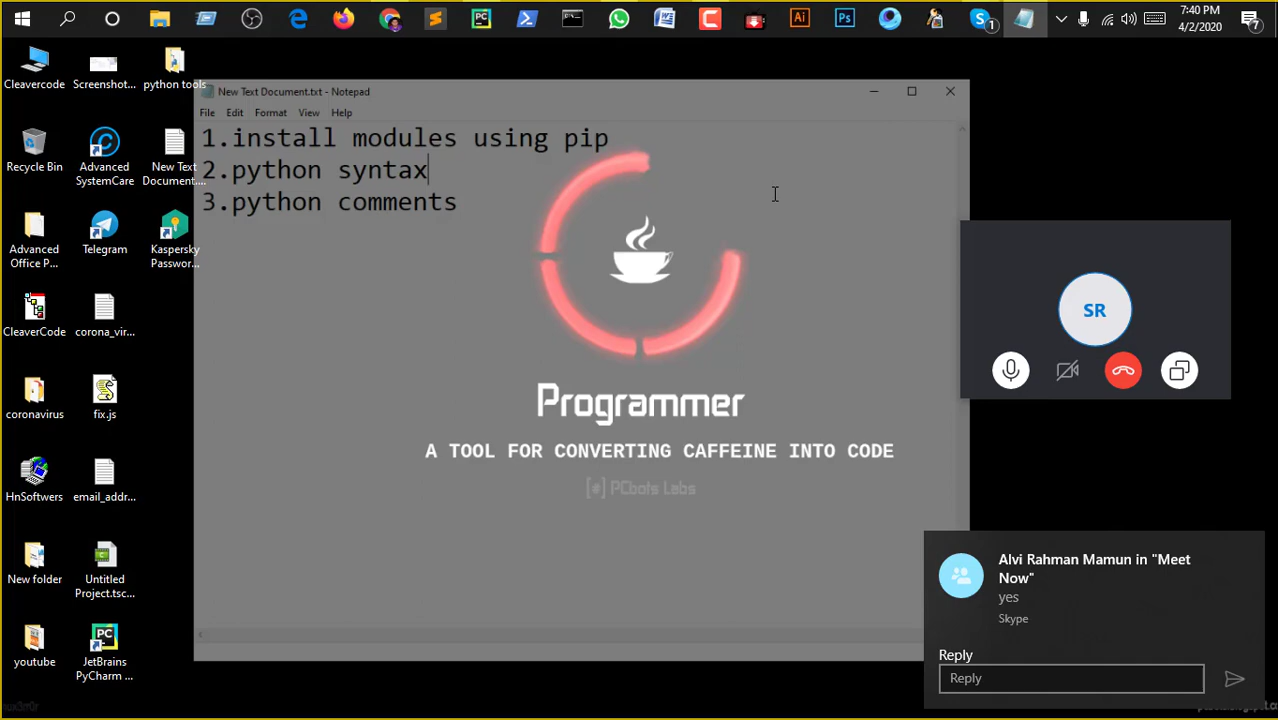 7:40 PM
4/2/2020
1
7
Cleavercode
Screenshot...
python tools
Recycle Bin
Advanced
SystemCare
New Text
Document....
Advanced
Office P...
Telegram
Kaspersky
Passwor...
CleaverCode
corona_vir...
coronavirus
fix.js
HnSoftwers
email_addr...
New folder
Untitled
Project.tsc...
youtube
JetBrains
PyCharm ...
New Text Document.txt - Notepad
File Edit Format View Help
1.install modules using pip
2.python syntax
3.python comments
Programmer
A TOOL FOR CONVERTING CAFFEINE INTO CODE
[#] PCbots Labs
SR
Alvi Rahman Mamun in "Meet
Now"
yes
Skype
Reply
Reply